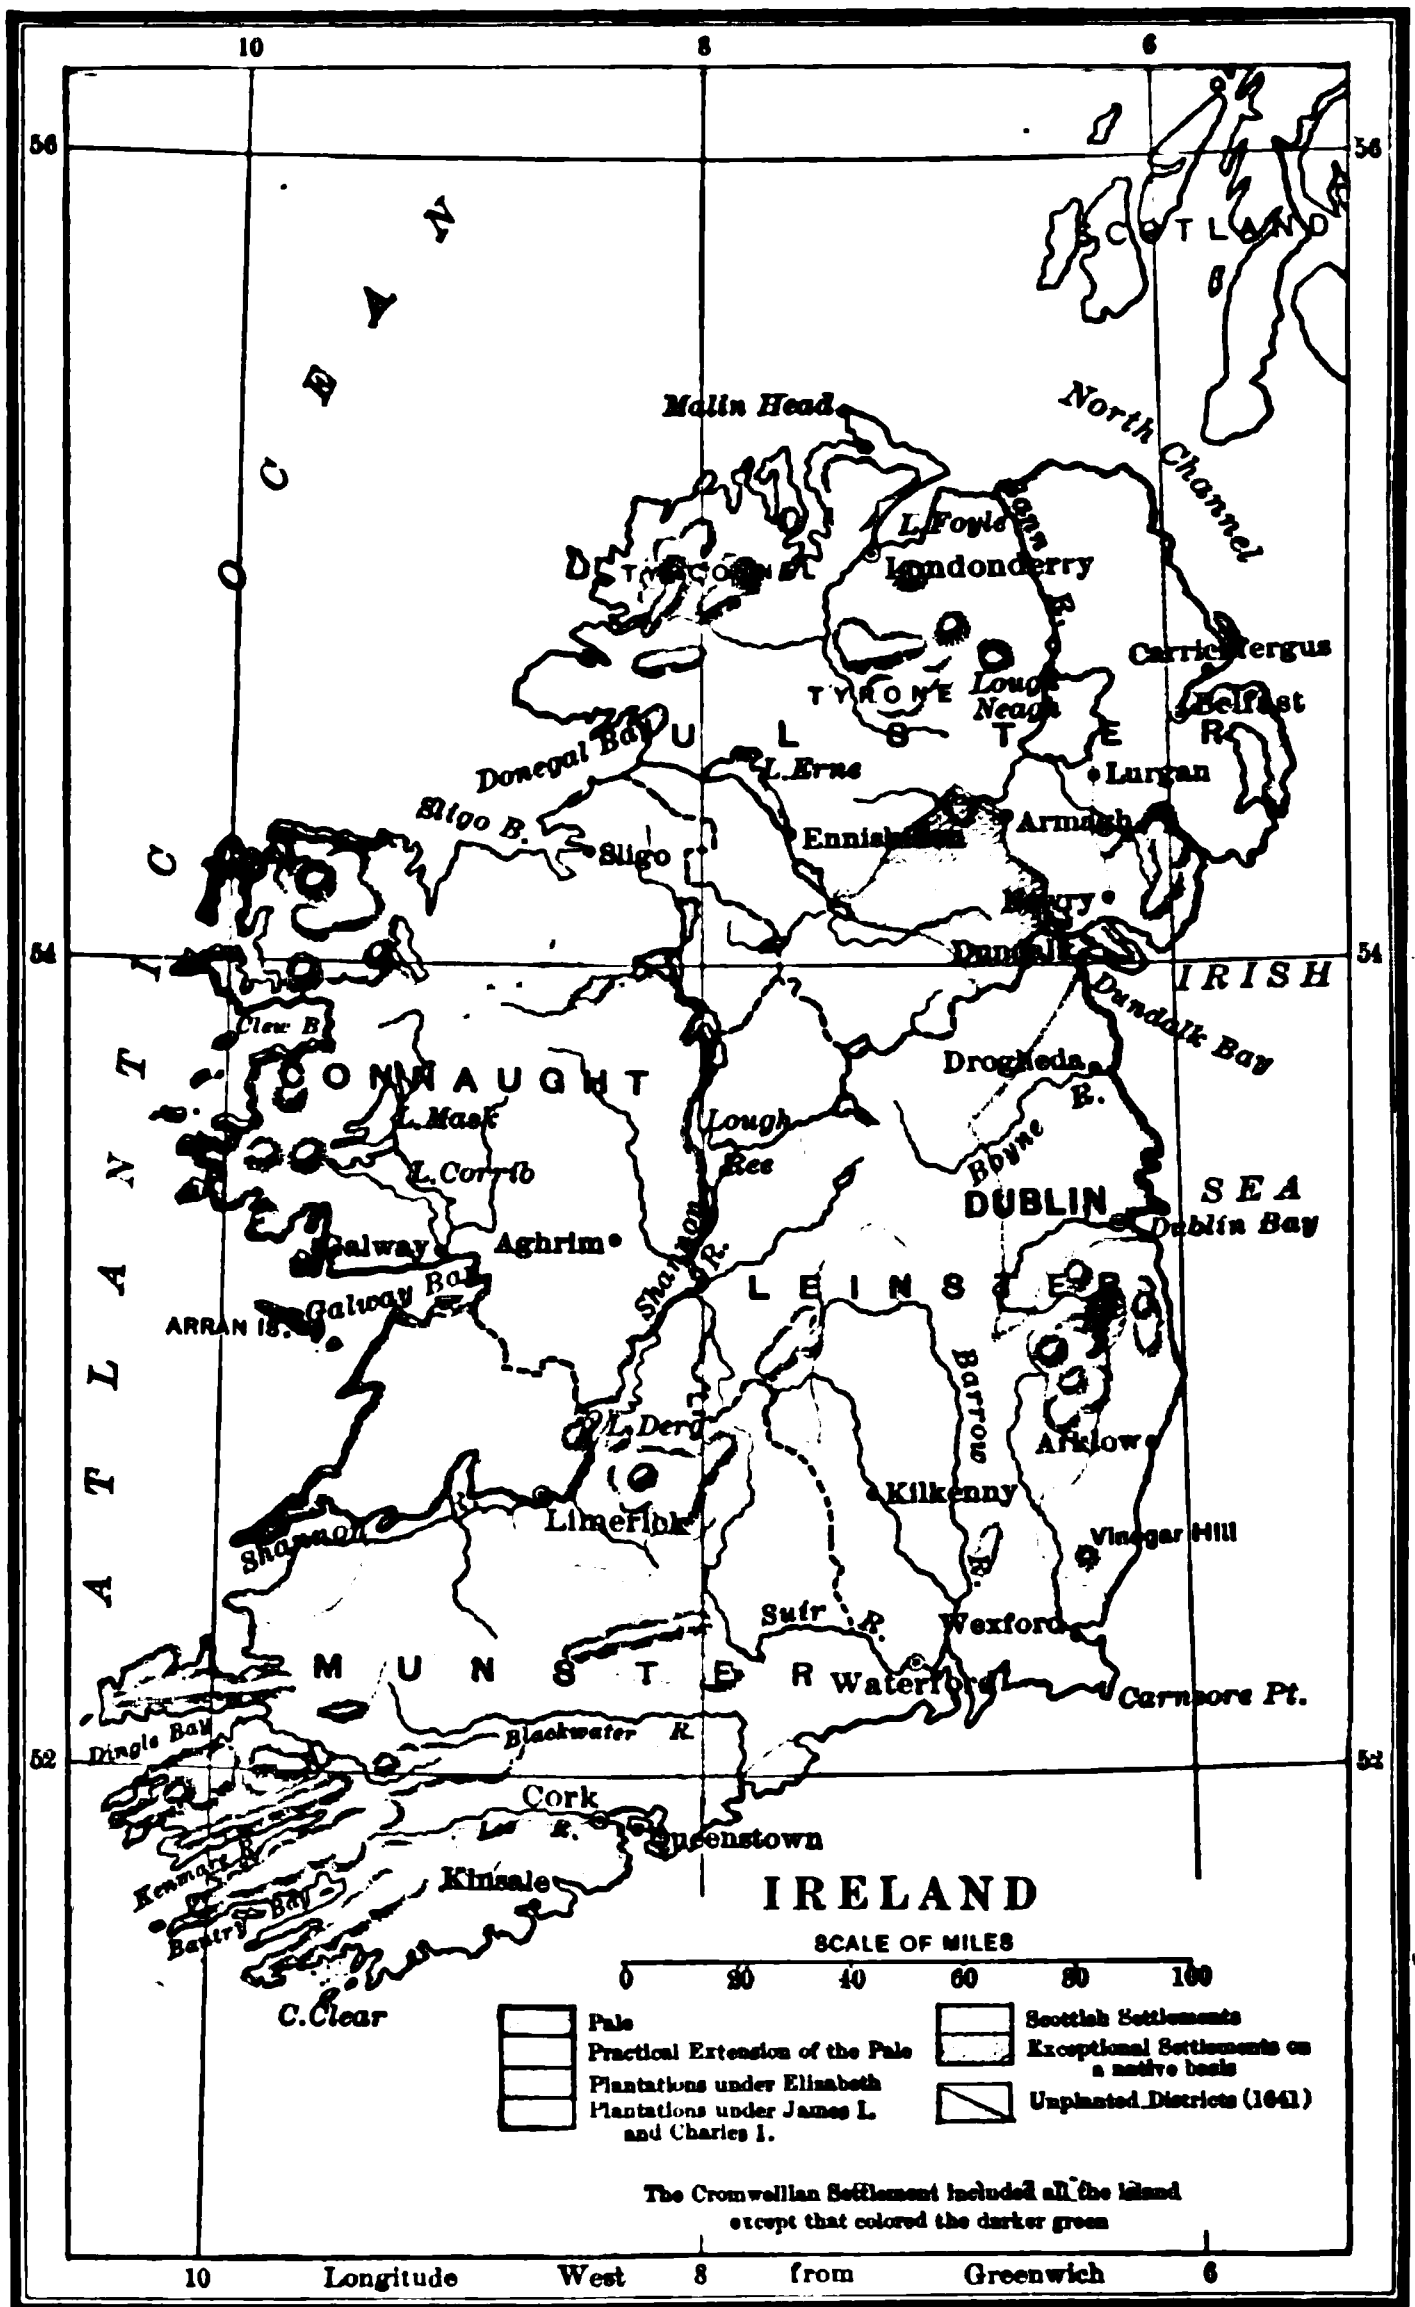 10 8 6
56 56
SCOTLAND
ATLANTIC OCEAN
North Channel
Malin Head
L. Foyle
Bann R.
Londonderry
TYRCONNEL
Carrickfergus
TYRONE
Lough Neagh
Belfast
ULSTER
Donegal Bay
L. Erne
Lurgan
Sligo B.
Sligo
Enniskillen
Armagh
Newry
54 54
Dundalk
IRISH SEA
Dundalk Bay
Clew B.
CONNAUGHT
Drogheda
L. Mask
Lough Ree
Boyne R.
L. Corrib
DUBLIN
Dublin Bay
Galway
Aghrim
Shannon R.
Galway Bay
ARRAN IS.
LEINSTER
Barrow R.
L. Derg
Arklow
Kilkenny
Limerick
Shannon R.
Vinegar Hill
Suir R.
Wexford
MUNSTER
Waterford
Carnsore Pt.
Dingle Bay
Blackwater R.
52 52
Cork
Lee R.
Queenstown
Kenmare R.
Kinsale
Bantry Bay
C. Clear
IRELAND
SCALE OF MILES
0 20 40 60 80 100
Pale
Practical Extension of the Pale
Plantations under Elizabeth
Plantations under James I.
and Charles I.
Scottish Settlements
Exceptional Settlements on
a native basis
Unplanted Districts (1641)
The Cromwellian Settlement included all the island
except that colored the darker green
10 Longitude West 8 from Greenwich 6